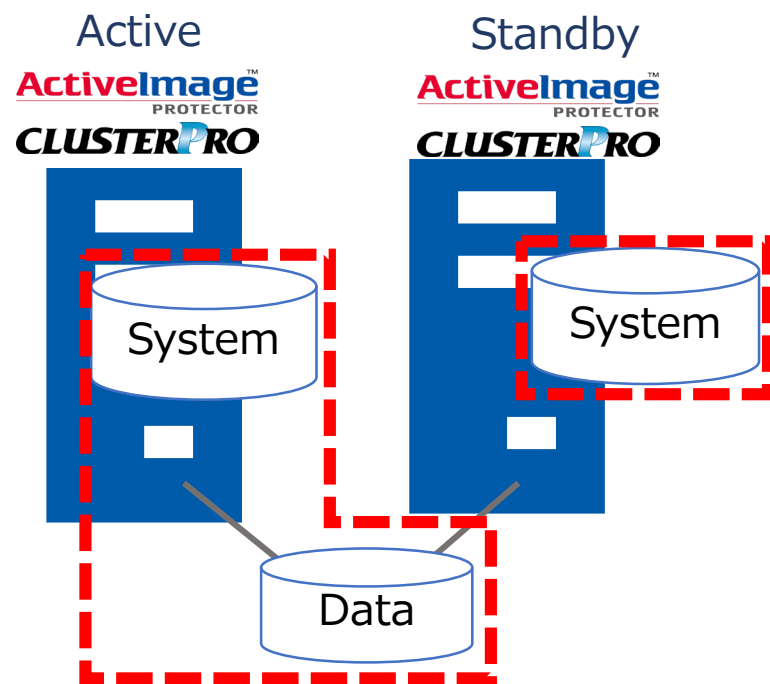 Active
ActiveImage™
PROTECTOR
CLUSTERPRO
System
Standby
ActiveImage™
PROTECTOR
CLUSTERPRO
System
Data